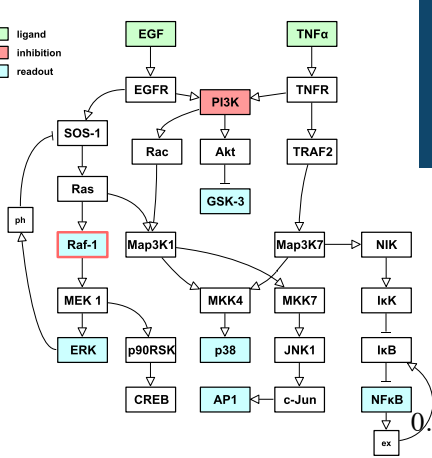 EGF
TNFα
ligand
inhibition
readout
EGFR
PI3K
TNFR
SOS-1
Rac
Akt
TRAF2
Ras
GSK-3
ph
Raf-1
Map3K1
Map3K7
NIK
MEK 1
MKK4
MKK7
IκK
ERK
p90RSK
p38
JNK1
IκB
CREB
AP1
c-Jun
NFκB
ex
0.